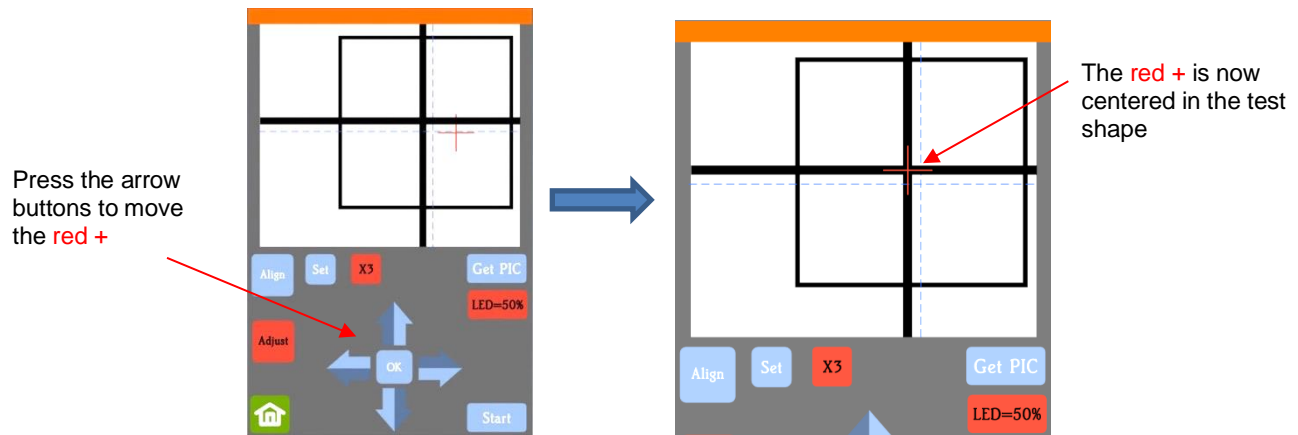 Press the arrow
buttons to move
the red +
Align
Set
X3
Get PIC
LED=50%
Adjust
OK
Start
Align
Set
X3
Get PIC
LED=50%
The red + is now
centered in the test
shape